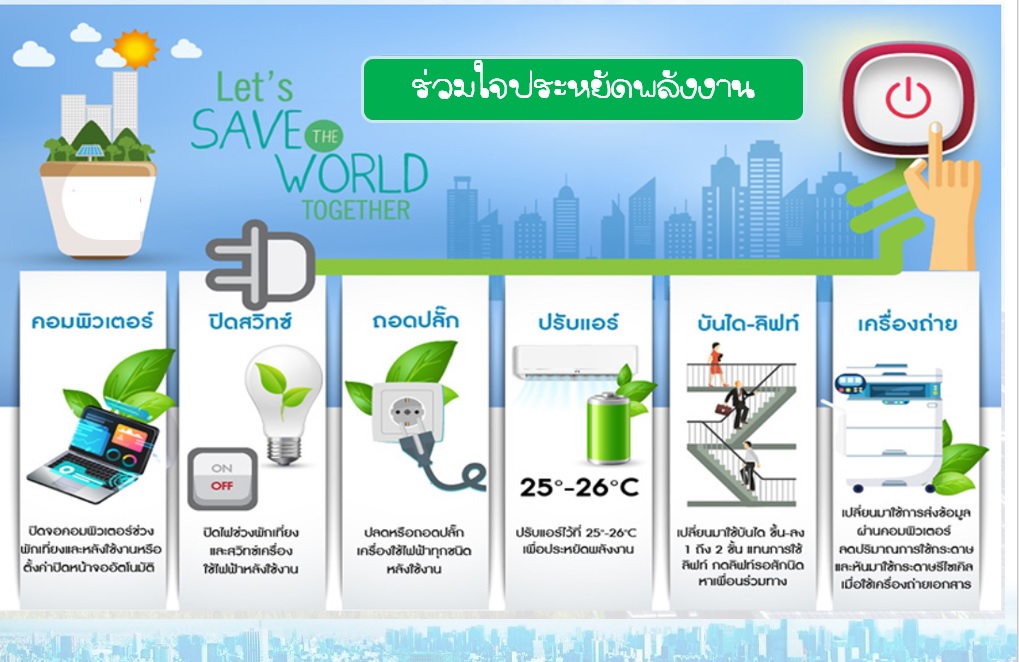 Let's
SAVE THE
WORLD
TOGETHER
ร่วมใจประหยัดพลังงาน
คอมพิวเตอร์
ปิดจอคอมพิวเตอร์ช่วง
พักเที่ยงและหลังใช้งานหรือ
ตั้งค่าปิดหน้าจออัตโนมัติ
ปิดสวิทช์
ON
OFF
ปิดไฟช่วงพักเที่ยง
และสวิทช์เครื่อง
ใช้ไฟฟ้าหลังใช้งาน
ถอดปลั๊ก
ปลดหรือถอดปลั๊ก
เครื่องใช้ไฟฟ้าทุกชนิด
หลังใช้งาน
ปรับแอร์
25°-26°C
ปรับแอร์ไว้ที่ 25°-26°C
เพื่อประหยัดพลังงาน
บันได-ลิฟท์
เปลี่ยนมาใช้บันได ขึ้น-ลง
1 ถึง 2 ชั้น แทนการใช้
ลิฟท์ กดลิฟท์รอสักนิด
หาเพื่อนร่วมทาง
เครื่องถ่าย
เปลี่ยนมาใช้การส่งข้อมูล
ผ่านคอมพิวเตอร์
ลดปริมาณการใช้กระดาษ
และหันมาใช้กระดาษรีไซเคิล
เมื่อใช้เครื่องถ่ายเอกสาร